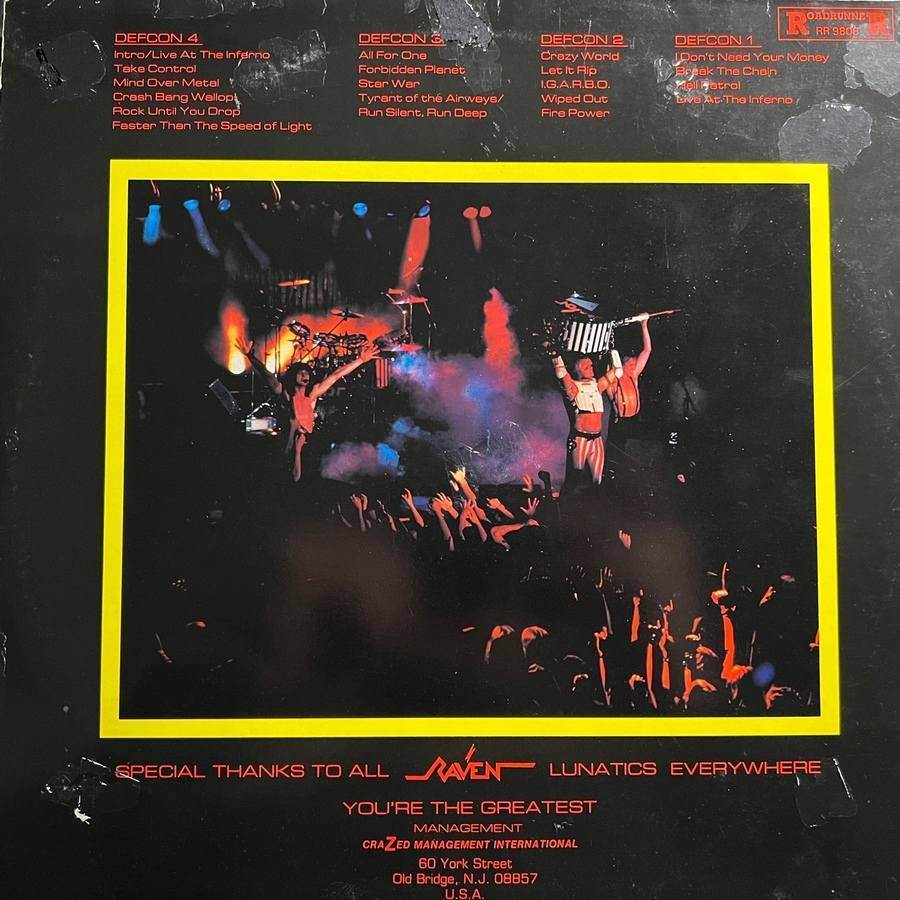 DEFCON 4
Intro/Live At The Inferno
Take Control
Mind Over Metal
Crash Bang Wallop
Rock Until You Drop
Faster Than The Speed of Light
DEFCON 3
All For One
Forbidden Planet
Star War
Tyrant of the Airways/
Run Silent, Run Deep
DEFCON 2
Crazy World
Let It Rip
I.G.A.R.B.O.
Wiped Out
Fire Power
DEFCON 1
I Don't Need Your Money
Break The Chain
Hell Patrol
Live At The Inferno
ROADRUNNER
RR 9808
SPECIAL THANKS TO ALL RAVEN LUNATICS EVERYWHERE
YOU'RE THE GREATEST
MANAGEMENT
CRAZED MANAGEMENT INTERNATIONAL
60 York Street
Old Bridge, N.J. 08857
U.S.A.